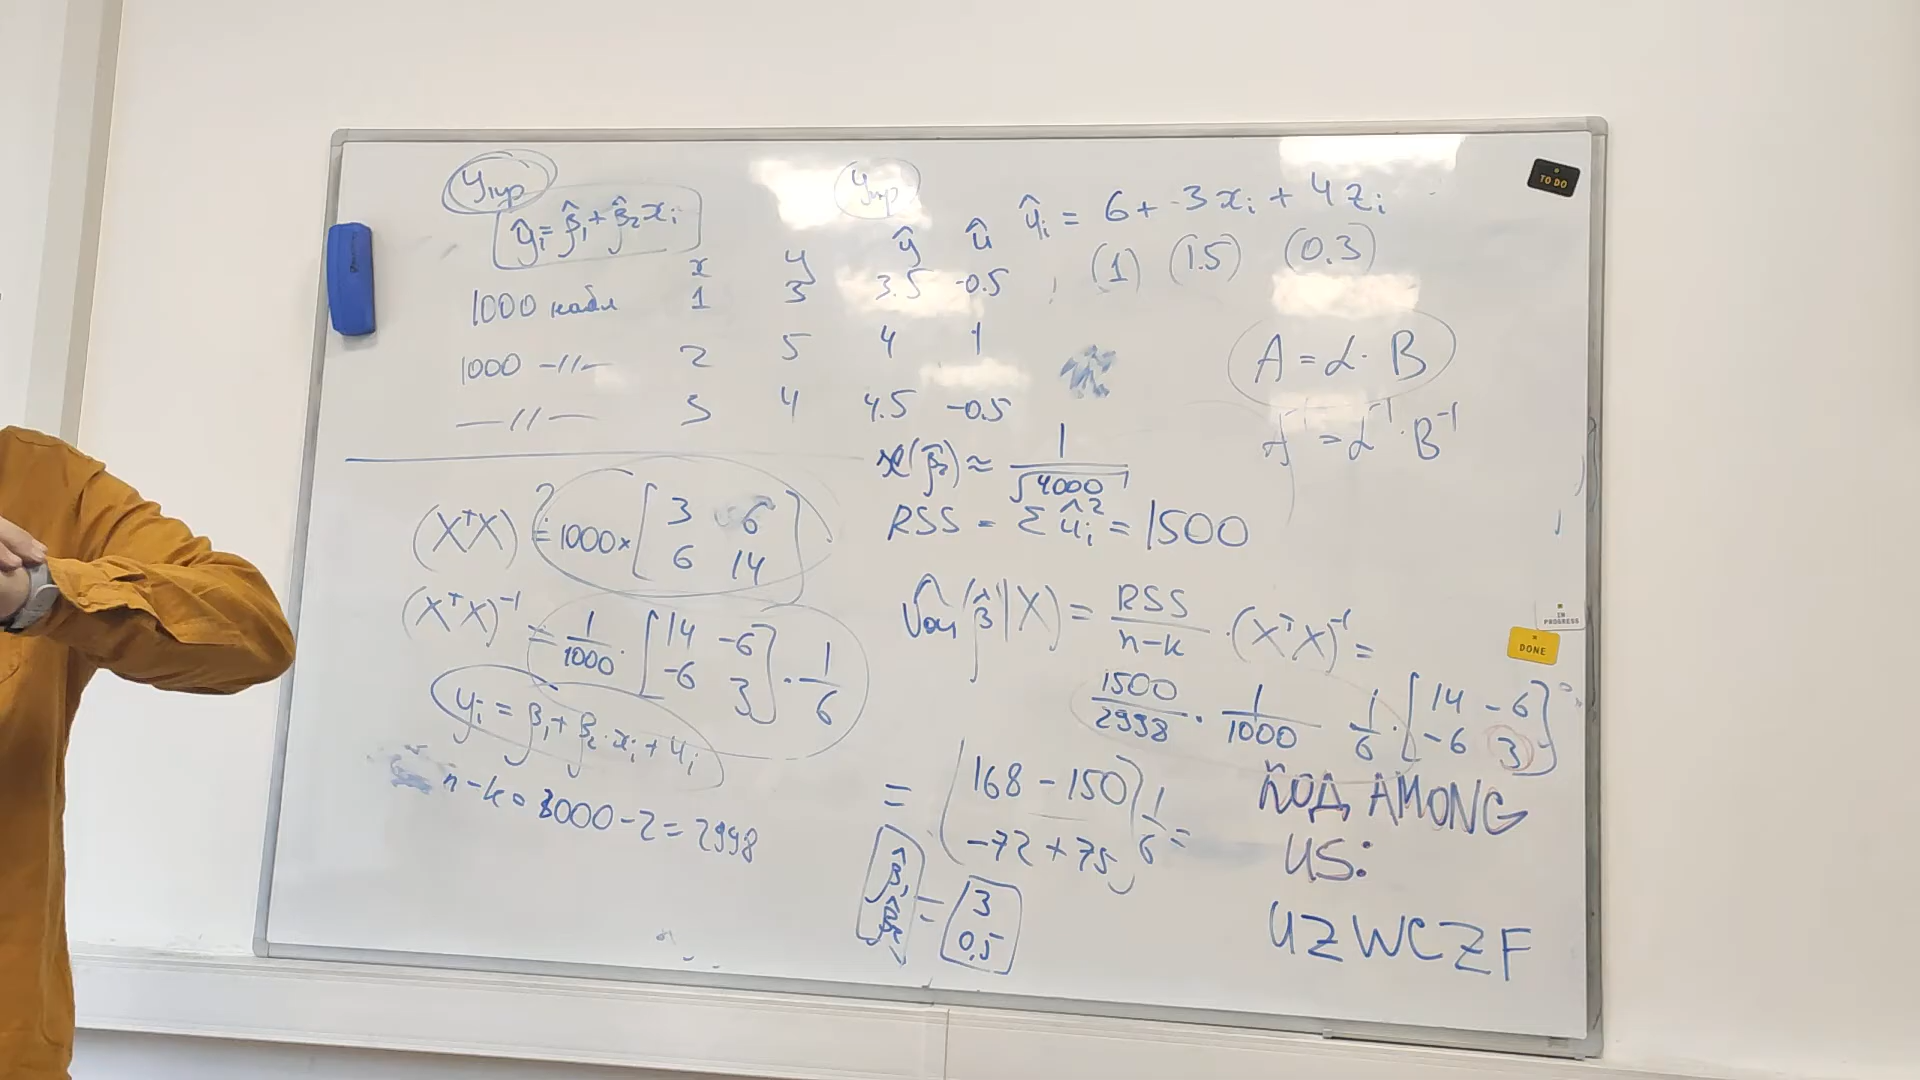 Упр
ŷᵢ = β̂₁ + β̂₂xᵢ
x y ŷ û
1000 набл 1 3 3.5 -0.5
1000 -//- 2 5 4 1
-//- 3 4 4.5 -0.5
(XᵀX) = 1000 × [3 6
6 14]
(XᵀX)⁻¹ = 1/1000 · [14 -6
-6 3] · 1/6
yᵢ = β₁ + β₂·xᵢ + uᵢ
n-k = 3000-2 = 2998
Упр
ŷᵢ = 6 + -3xᵢ + 4zᵢ
(1) (1.5) (0.3)
A = α · B
A⁻¹ = α⁻¹ · B⁻¹
se(β̂₂) ≈ 1/√4000
RSS = Σûᵢ² = 1500
V̂ar(β̂|X) = RSS/(n-k) · (XᵀX)⁻¹ =
1500/2998 · 1/1000 1/6 · [14 -6
-6 3]
= (168 - 150
-72 + 75) 1/6 =
[β̂₁
β̂₂] = [3
0.5]
КОД AMONG
US:
UZWCZF
TO DO
IN PROGRESS
DONE